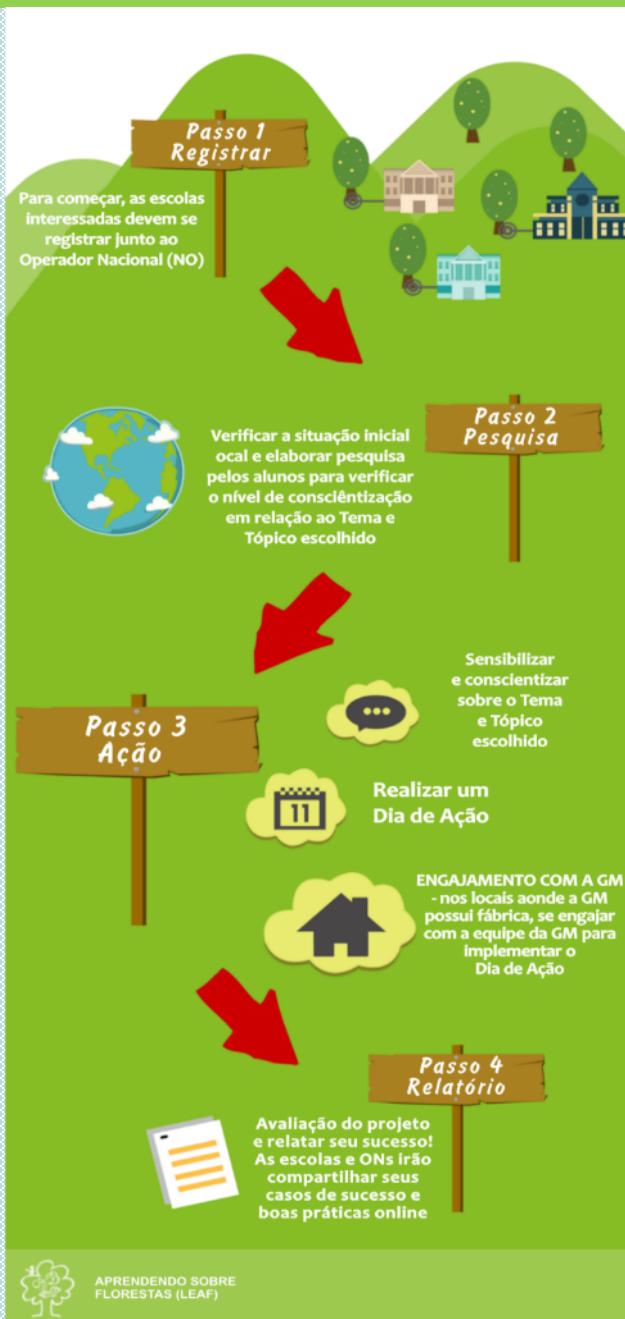 Passo 1
Registrar
Para começar, as escolas
interessadas devem se
registrar junto ao
Operador Nacional (NO)
Passo 2
Pesquisa
Verificar a situação inicial
ocal e elaborar pesquisa
pelos alunos para verificar
o nível de consciêntização
em relação ao Tema e
Tópico escolhido
Passo 3
Ação
Sensibilizar
e conscientizar
sobre o Tema
e Tópico
escolhido
11
Realizar um
Dia de Ação
ENGAJAMENTO COM A GM
- nos locais aonde a GM
possui fábrica, se engajar
com a equipe da GM para
implementar o
Dia de Ação
Passo 4
Relatório
Avaliação do projeto
e relatar seu sucesso!
As escolas e ONs irão
compartilhar seus
casos de sucesso e
boas práticas online
APRENDENDO SOBRE
FLORESTAS (LEAF)